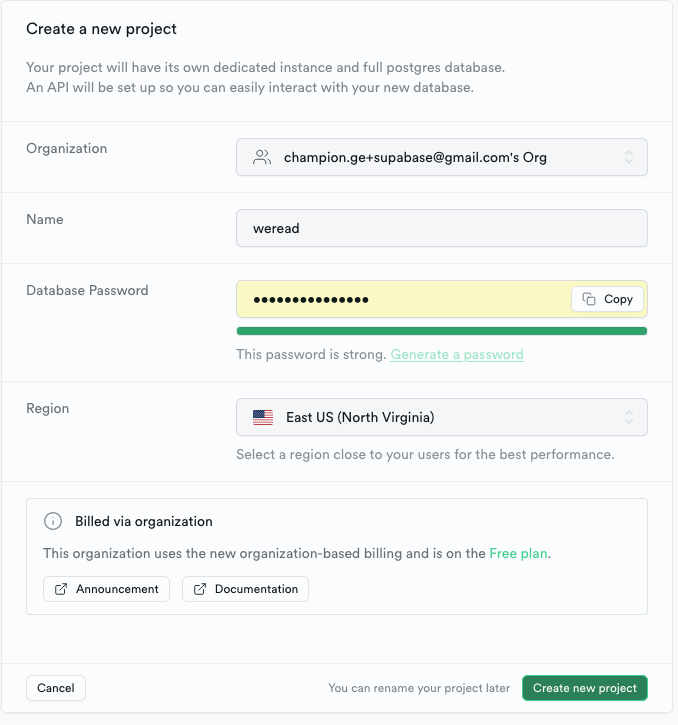 Create a new project
Your project will have its own dedicated instance and full postgres database.
An API will be set up so you can easily interact with your new database.
Organization
champion.ge+supabase@gmail.com's Org
Name
weread
Database Password
•••••••••••••••
Copy
This password is strong. Generate a password
Region
East US (North Virginia)
Select a region close to your users for the best performance.
Billed via organization
This organization uses the new organization-based billing and is on the Free plan.
Announcement
Documentation
Cancel
You can rename your project later
Create new project